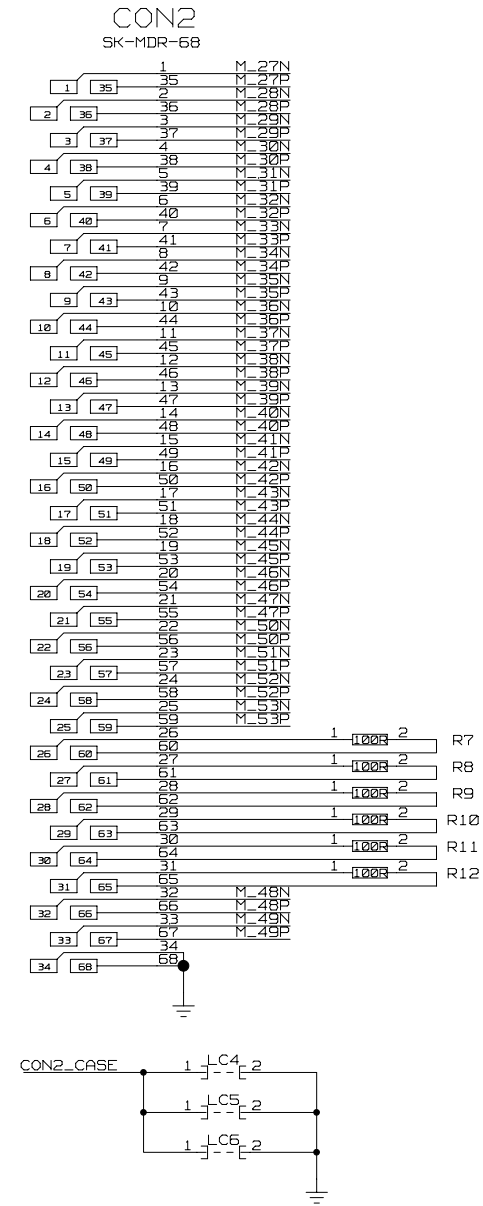 CON2
SK-MDR-68
1 M_27N
35 M_27P
1 35
2 M_28N
36 M_28P
2 36
3 M_29N
37 M_29P
3 37
4 M_30N
38 M_30P
4 38
5 M_31N
39 M_31P
5 39
6 M_32N
40 M_32P
6 40
7 M_33N
41 M_33P
7 41
8 M_34N
42 M_34P
8 42
9 M_35N
43 M_35P
9 43
10 M_36N
44 M_36P
10 44
11 M_37N
45 M_37P
11 45
12 M_38N
46 M_38P
12 46
13 M_39N
47 M_39P
13 47
14 M_40N
48 M_40P
14 48
15 M_41N
49 M_41P
15 49
16 M_42N
50 M_42P
16 50
17 M_43N
51 M_43P
17 51
18 M_44N
52 M_44P
18 52
19 M_45N
53 M_45P
19 53
20 M_46N
54 M_46P
20 54
21 M_47N
55 M_47P
21 55
22 M_50N
56 M_50P
22 56
23 M_51N
57 M_51P
23 57
24 M_52N
58 M_52P
24 58
25 M_53N
59 M_53P
25 59
26 1 100R 2 R7
60
26 60
27 1 100R 2 R8
61
27 61
28 1 100R 2 R9
62
28 62
29 1 100R 2 R10
63
29 63
30 1 100R 2 R11
64
30 64
31 1 100R 2 R12
65
31 65
32 M_48N
66 M_48P
32 66
33 M_49N
67 M_49P
33 67
34
68
34 68
CON2_CASE 1 LC4 2
1 LC5 2
1 LC6 2